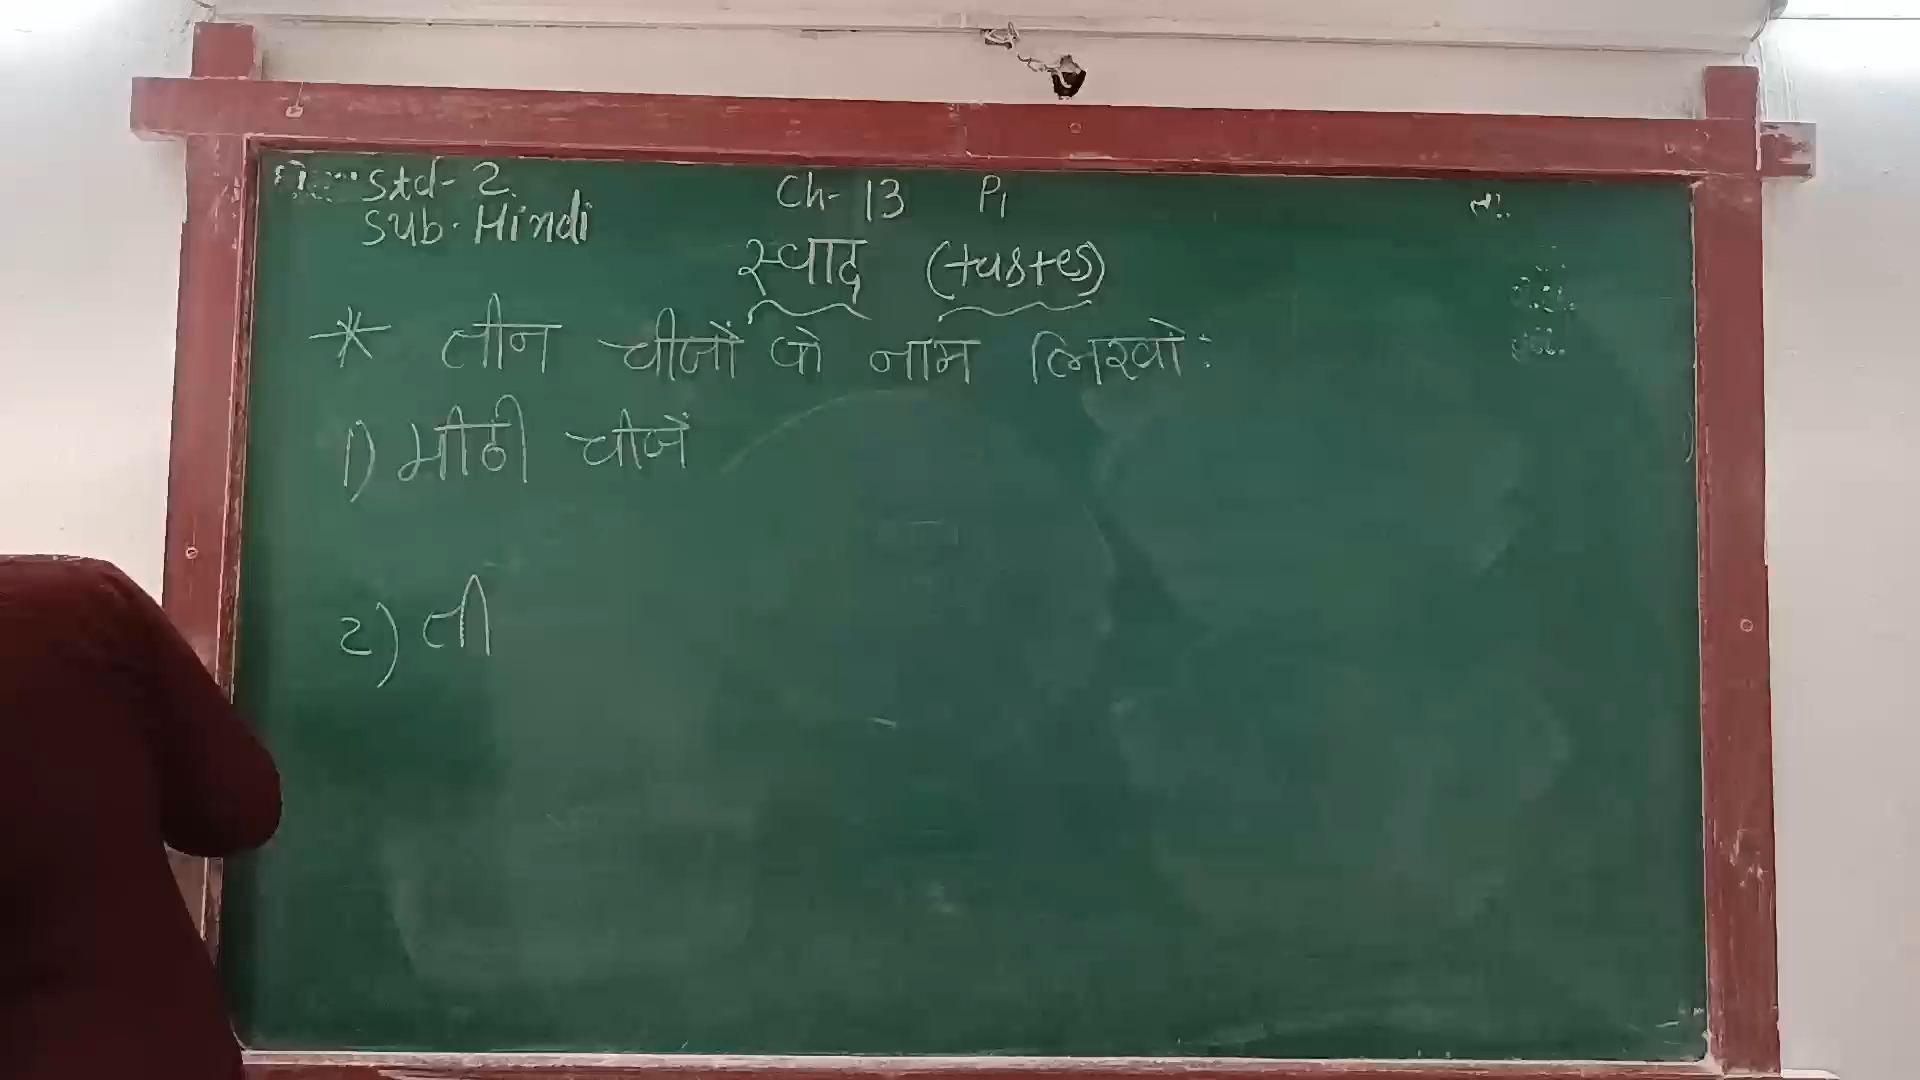 Std- 2.
Sub. Hindi
Ch- 13 P1
स्वाद (tastes)
* तीन चीजों के नाम लिखो:
1) मीठी चीजें
2) ती